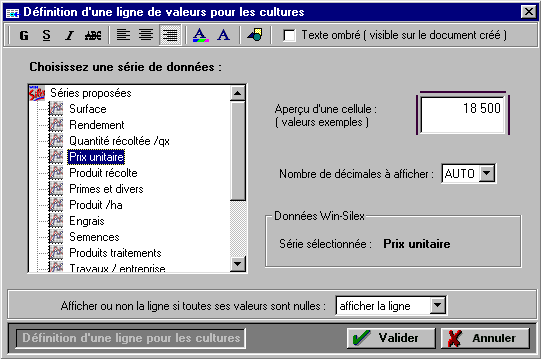 Définition d'une ligne de valeurs pour les cultures
G S I ABC A A Texte ombré ( visible sur le document créé )
Choisissez une série de données :
Séries proposées
Surface
Rendement
Quantité récoltée /qx
Prix unitaire
Produit récolte
Primes et divers
Produit /ha
Engrais
Semences
Produits traitements
Travaux / entreprise
Aperçu d'une cellule :
( valeurs exemples )
18 500
Nombre de décimales à afficher : AUTO
Données Win-Silex
Série sélectionnée : Prix unitaire
Afficher ou non la ligne si toutes ses valeurs sont nulles : afficher la ligne
Définition d'une ligne pour les cultures
Valider
Annuler